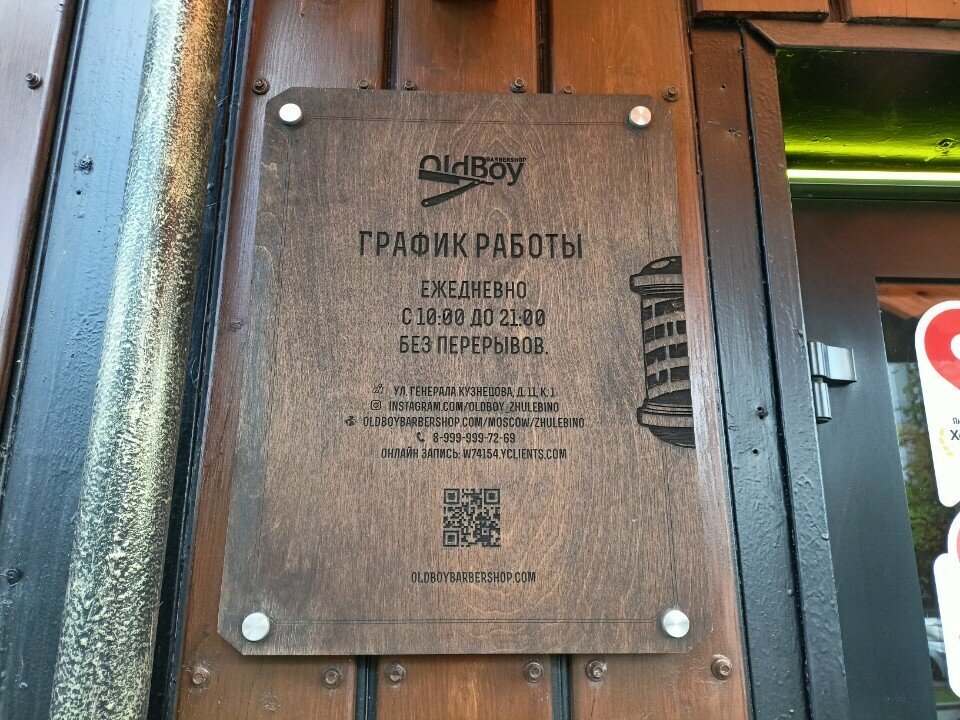 BARBERSHOP
OldBoy
ГРАФИК РАБОТЫ
ЕЖЕДНЕВНО
С 10:00 ДО 21:00
БЕЗ ПЕРЕРЫВОВ.
УЛ. ГЕНЕРАЛА КУЗНЕЦОВА, Д. 11, К. 1
INSTAGRAM.COM/OLDBOY_ZHULEBINO
OLDBOYBARBERSHOP.COM/MOSCOW/ZHULEBINO
8-999-999-72-69
ОНЛАЙН ЗАПИСЬ: W74154.YCLIENTS.COM
OLDBOYBARBERSHOP.COM